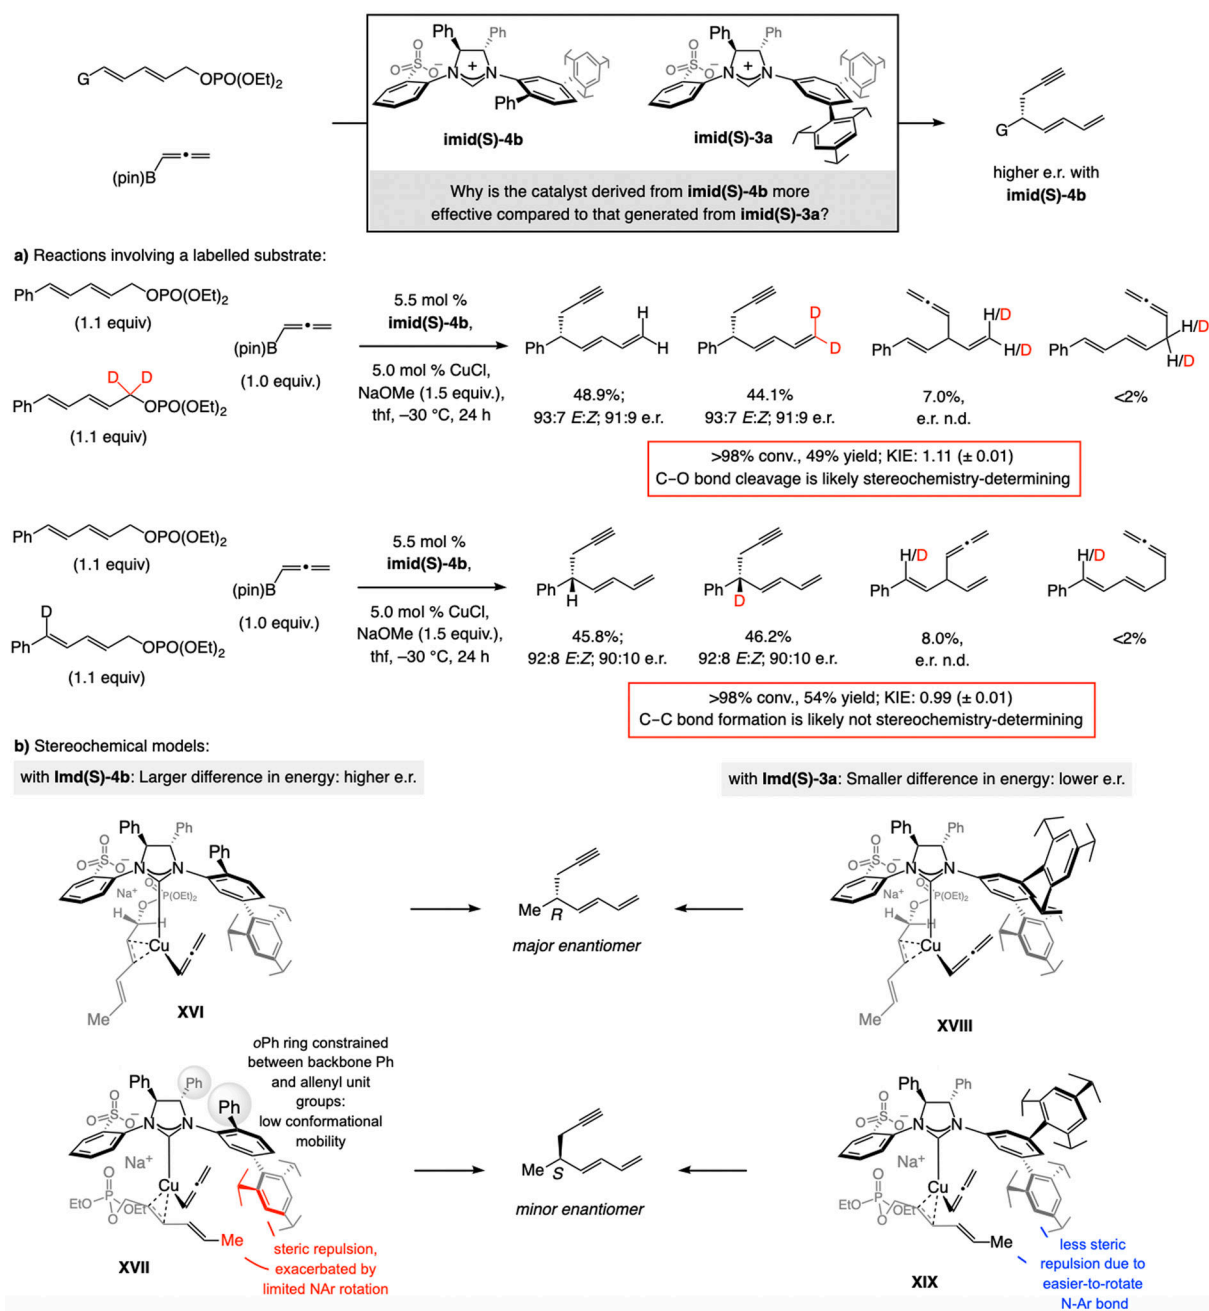 G
OPO(OEt)2
(pin)B
Ph
Ph
O
O
O–
N
+
N
Ph
imid(S)-4b
Ph
Ph
O
O
O–
N
+
N
imid(S)-3a
Why is the catalyst derived from imid(S)-4b more
effective compared to that generated from imid(S)-3a?
G
higher e.r. with
imid(S)-4b
a) Reactions involving a labelled substrate:
Ph
OPO(OEt)2
(1.1 equiv)
D D
Ph
OPO(OEt)2
(1.1 equiv)
(pin)B
(1.0 equiv.)
5.5 mol %
imid(S)-4b,
5.0 mol % CuCl,
NaOMe (1.5 equiv.),
thf, –30 °C, 24 h
Ph
H
H
48.9%;
93:7 E:Z; 91:9 e.r.
Ph
D
D
44.1%
93:7 E:Z; 91:9 e.r.
Ph
H/D
H/D
7.0%,
e.r. n.d.
Ph
H/D
H/D
<2%
>98% conv., 49% yield; KIE: 1.11 (± 0.01)
C–O bond cleavage is likely stereochemistry-determining
Ph
OPO(OEt)2
(1.1 equiv)
D
Ph
OPO(OEt)2
(1.1 equiv)
(pin)B
(1.0 equiv.)
5.5 mol %
imid(S)-4b,
5.0 mol % CuCl,
NaOMe (1.5 equiv.),
thf, –30 °C, 24 h
Ph
H
45.8%;
92:8 E:Z; 90:10 e.r.
Ph
D
46.2%
92:8 E:Z; 90:10 e.r.
H/D
Ph
8.0%,
e.r. n.d.
H/D
Ph
<2%
>98% conv., 54% yield; KIE: 0.99 (± 0.01)
C–C bond formation is likely not stereochemistry-determining
b) Stereochemical models:
with Imd(S)-4b: Larger difference in energy: higher e.r.
with Imd(S)-3a: Smaller difference in energy: lower e.r.
Ph
Ph
Ph
O
O
S
O–
N
N
Na+
O
P(OEt)2
O
H
H
Cu
Me
XVI
Me
R
major enantiomer
Ph
Ph
O
O
S
O–
N
N
Na+
O
P(OEt)2
O
H
H
Cu
Me
XVIII
oPh ring constrained
between backbone Ph
and allenyl unit
groups:
low conformational
mobility
Ph
Ph
Ph
O
O
S
O–
N
N
Na+
Cu
O
EtO
P
OEt
O
Me
XVII
steric repulsion,
exacerbated by
limited NAr rotation
Me
S
minor enantiomer
Ph
Ph
O
O
S
O–
N
N
Na+
Cu
O
EtO
P
OEt
O
Me
XIX
less steric
repulsion due to
easier-to-rotate
N-Ar bond